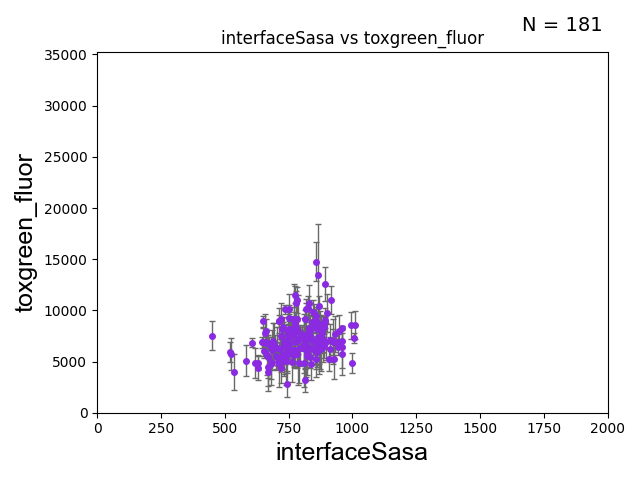 N = 181
interfaceSasa vs toxgreen_fluor
35000
30000
25000
20000
15000
10000
5000
0
toxgreen_fluor
0 250 500 750 1000 1250 1500 1750 2000
interfaceSasa